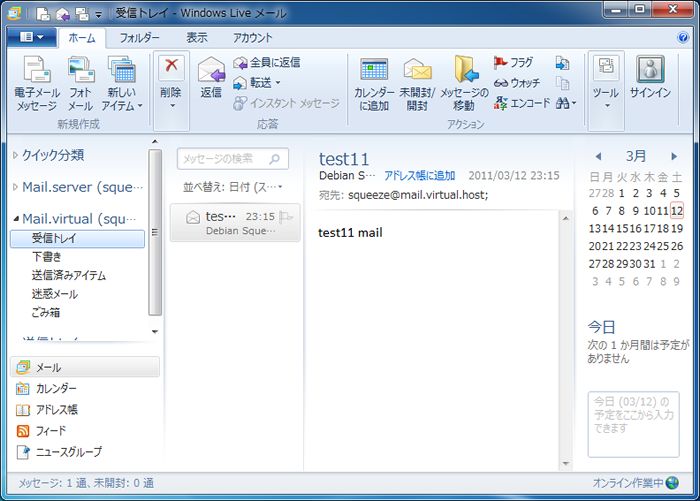 受信トレイ - Windows Live メール
ホーム
フォルダー
表示
アカウント
電子メール
メッセージ
フォト
メール
新しい
アイテム
新規作成
削除
返信
全員に返信
転送
インスタント メッセージ
応答
カレンダー
に追加
未開封/
開封
メッセージの
移動
フラグ
ウォッチ
エンコード
アクション
ツール
サインイン
クイック分類
Mail.server (sque…
Mail.virtual (squ…
受信トレイ
下書き
送信済みアイテム
迷惑メール
ごみ箱
メール
カレンダー
アドレス帳
フィード
ニュースグループ
メッセージの検索
並べ替え: 日付 (ス…
tes… 23:15
Debian Sque…
test11
Debian S… アドレス帳に追加 2011/03/12 23:15
宛先: squeeze@mail.virtual.host;
test11 mail
3月
日 月 火 水 木 金 土
27 28 1 2 3 4 5
6 7 8 9 10 11 12
13 14 15 16 17 18 19
20 21 22 23 24 25 26
27 28 29 30 31 1 2
3 4 5 6 7 8 9
今日
次の 1 か月間は予定が
ありません
今日 (03/12) の
予定をここから入力
できます
メッセージ: 1 通、未開封: 0 通
オンライン作業中